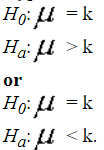 H₀: μ = k
Hₐ: μ > k
or
H₀: μ = k
Hₐ: μ < k.